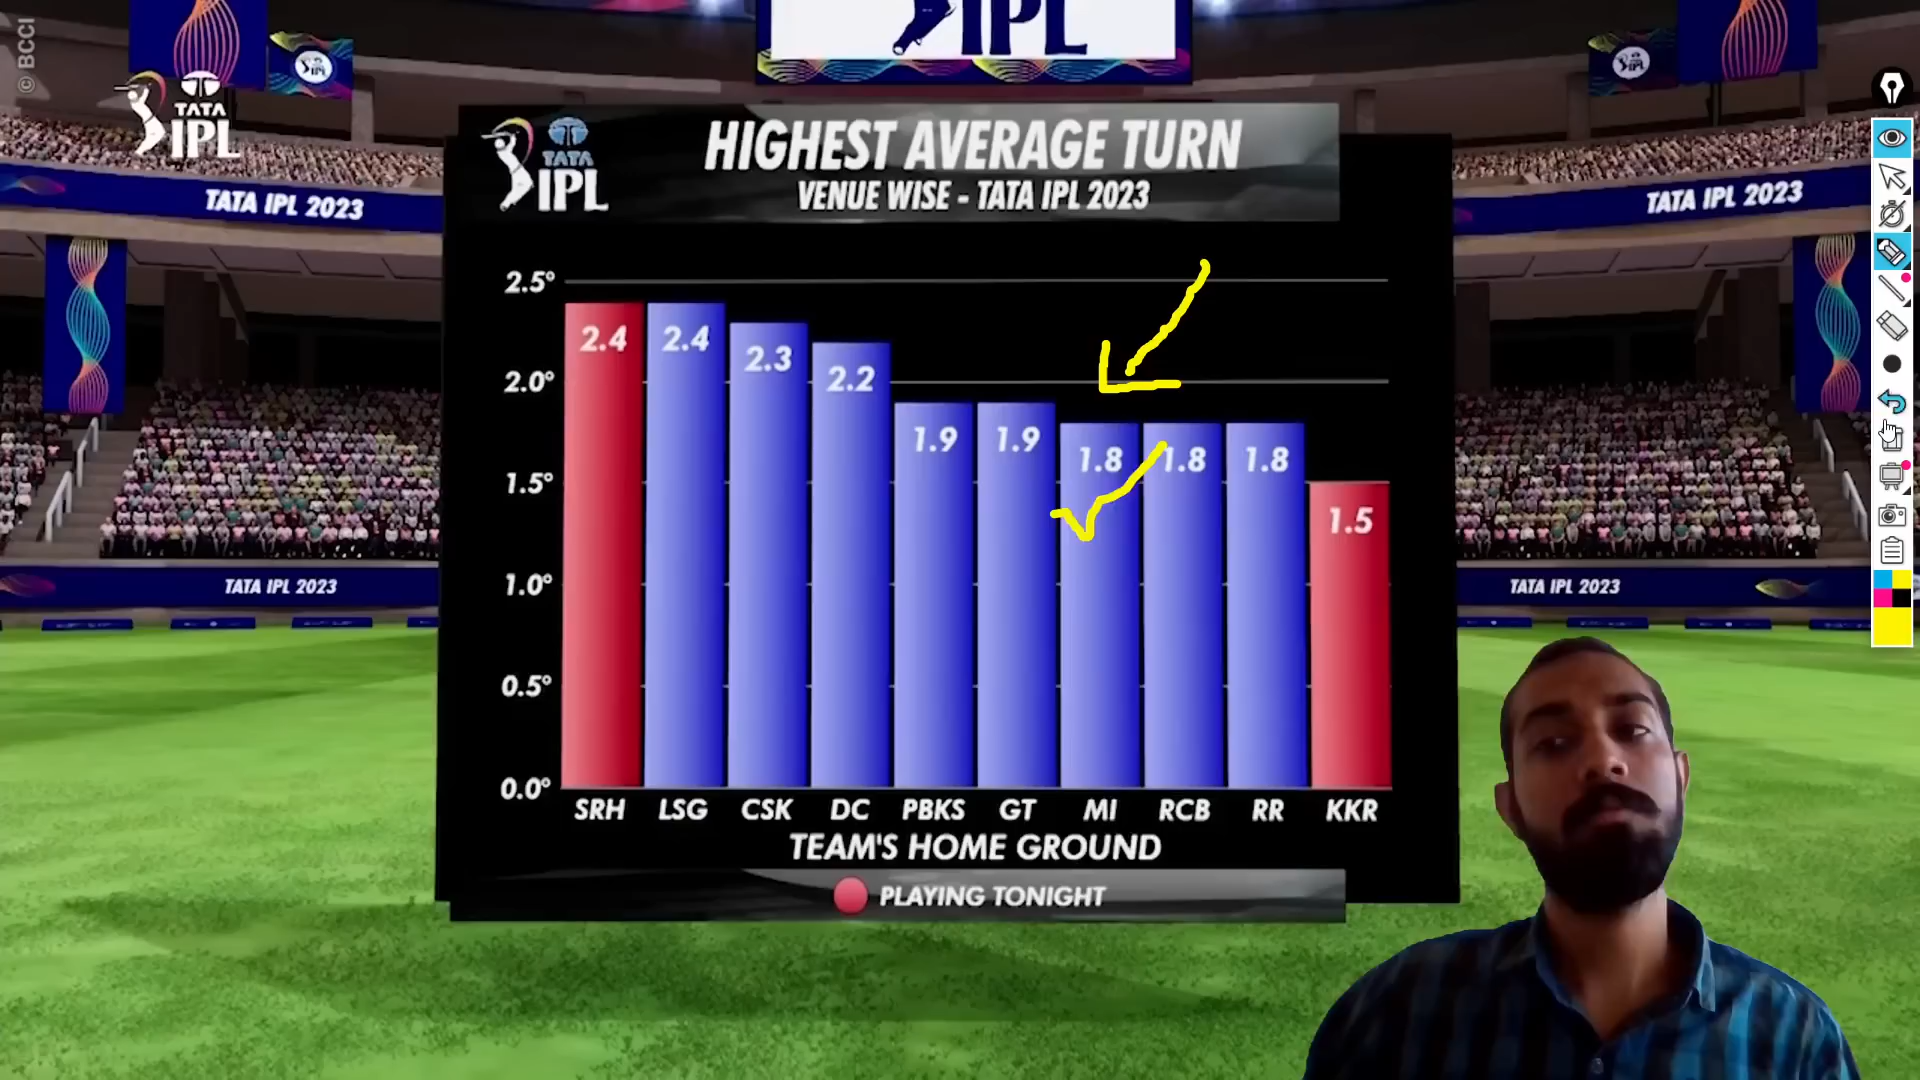 © BCCI
IPL
TATA
IPL
TATA
IPL
HIGHEST AVERAGE TURN
VENUE WISE - TATA IPL 2023
TATA IPL 2023
TATA IPL 2023
2.5°
2.0°
1.5°
1.0°
0.5°
0.0°
2.4
2.4
2.3
2.2
1.9
1.9
1.8
1.8
1.8
1.5
TATA IPL 2023
TATA IPL 2023
SRH LSG CSK DC PBKS GT MI RCB RR KKR
TEAM'S HOME GROUND
PLAYING TONIGHT